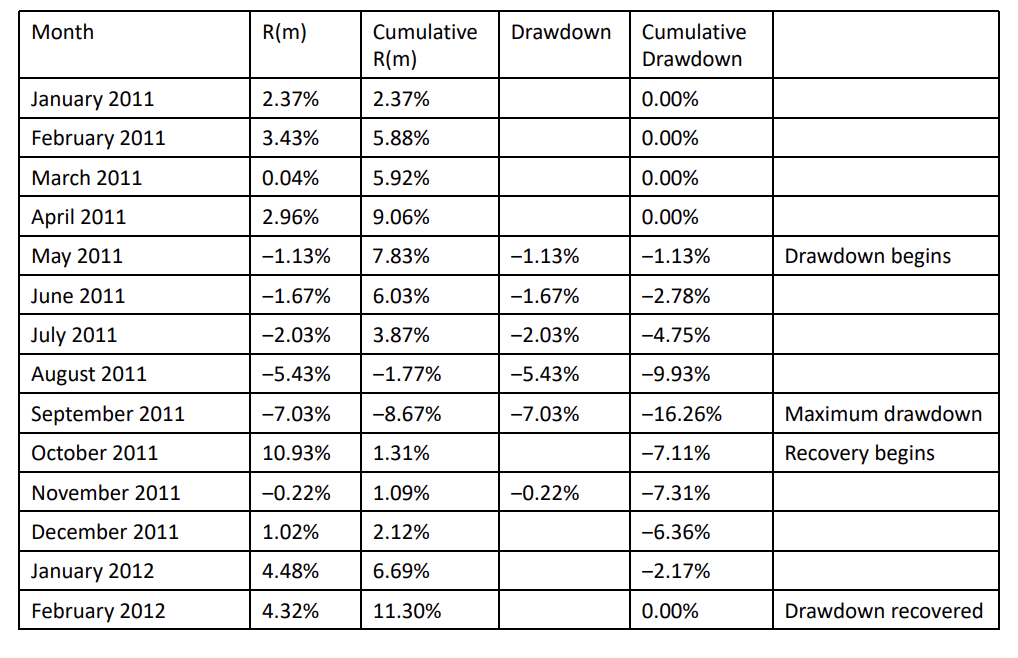 Month R(m) Cumulative R(m) Drawdown Cumulative Drawdown
January 2011 2.37% 2.37% 0.00%
February 2011 3.43% 5.88% 0.00%
March 2011 0.04% 5.92% 0.00%
April 2011 2.96% 9.06% 0.00%
May 2011 –1.13% 7.83% –1.13% –1.13% Drawdown begins
June 2011 –1.67% 6.03% –1.67% –2.78%
July 2011 –2.03% 3.87% –2.03% –4.75%
August 2011 –5.43% –1.77% –5.43% –9.93%
September 2011 –7.03% –8.67% –7.03% –16.26% Maximum drawdown
October 2011 10.93% 1.31% –7.11% Recovery begins
November 2011 –0.22% 1.09% –0.22% –7.31%
December 2011 1.02% 2.12% –6.36%
January 2012 4.48% 6.69% –2.17%
February 2012 4.32% 11.30% 0.00% Drawdown recovered